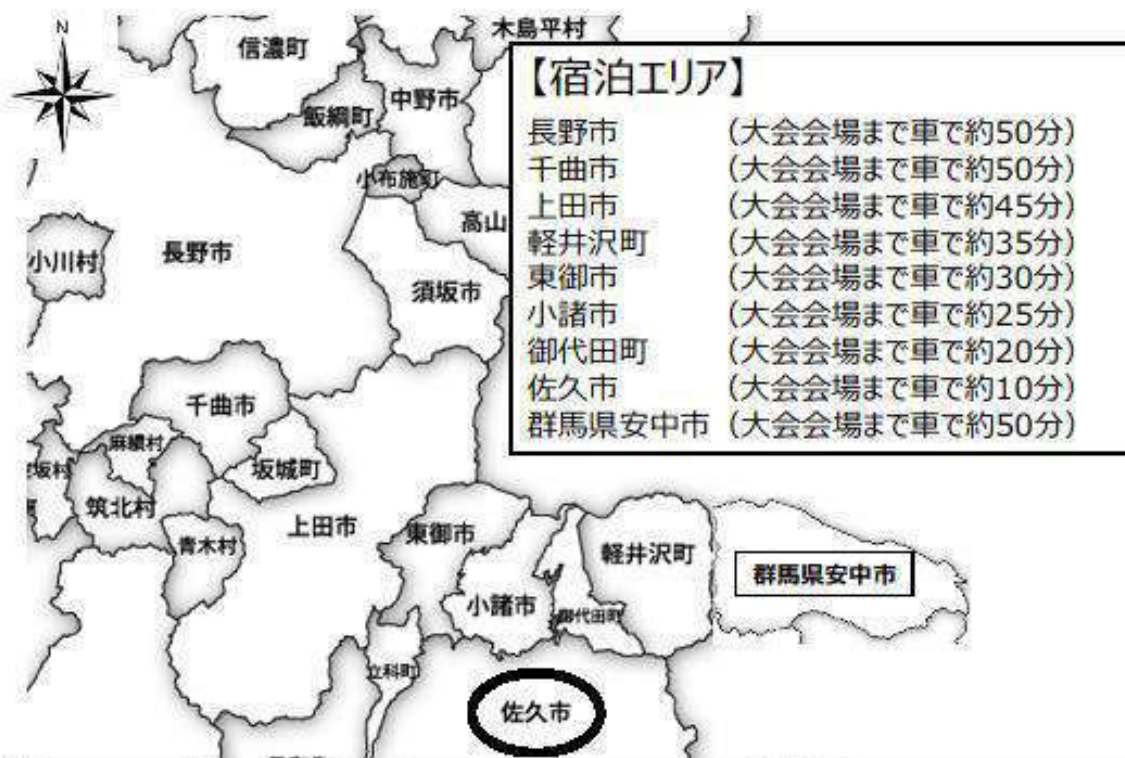 N
木島平村
信濃町
中野市
飯綱町
小布施町
高山
小川村
長野市
須坂市
千曲市
麻績村
坂城町
坂村
筑北村
青木村
上田市
東御市
小諸市
御代田町
軽井沢町
群馬県安中市
立科町
佐久市
【宿泊エリア】
長野市 （大会会場まで車で約50分）
千曲市 （大会会場まで車で約50分）
上田市 （大会会場まで車で約45分）
軽井沢町 （大会会場まで車で約35分）
東御市 （大会会場まで車で約30分）
小諸市 （大会会場まで車で約25分）
御代田町 （大会会場まで車で約20分）
佐久市 （大会会場まで車で約10分）
群馬県安中市 （大会会場まで車で約50分）